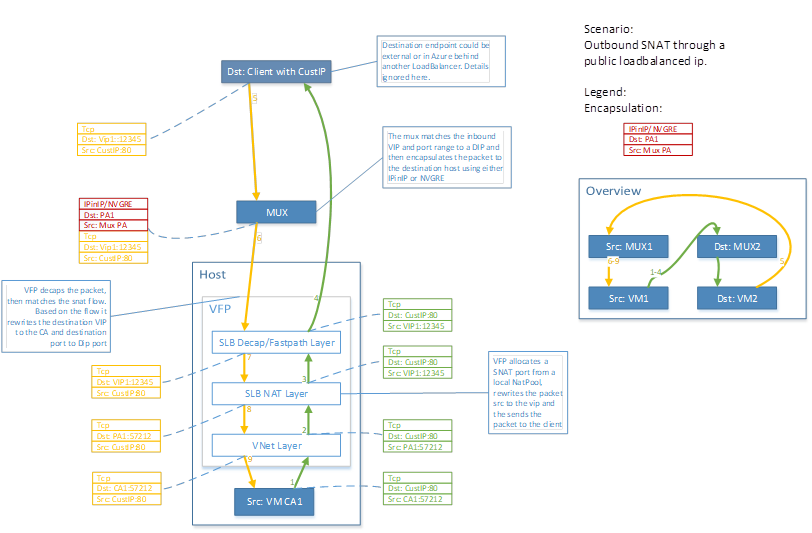 Scenario:
Outbound SNAT through a
public loadbalanced ip.
Legend:
Encapsulation:
IPinIP/NVGRE
Dst: PA1
Src: Mux PA
Destination endpoint could be
external or in Azure behind
another LoadBalancer. Details
ignored here.
Dst: Client with CustIP
5
Tcp
Dst: Vip1::12345
Src: CustIP:80
The mux matches the inbound
VIP and port range to a DIP and
then encapsulates the packet to
the destination host using either
IPinIP or NVGRE
IPinIP/NVGRE
Dst: PA1
Src: Mux PA
Tcp
Dst: Vip1:12345
Src: CustIP:80
MUX
6
Overview
Src: MUX1
Dst: MUX2
6-9
1-4
5
Src: VM1
Dst: VM2
Host
VFP decaps the packet,
then matches the snat flow.
Based on the flow it
rewrites the destination VIP
to the CA and destination
port to Dip port
VFP
4
Tcp
Dst: CustIP:80
Src: VIP1:12345
SLB Decap/Fastpath Layer
7
3
Tcp
Dst: VIP1:12345
Src: CustIP:80
Tcp
Dst: CustIP:80
Src: VIP1:12345
SLB NAT Layer
VFP allocates a
SNAT port from a
local NatPool,
rewrites the packet
src to the vip and
the sends the
packet to the client
8
2
Tcp
Dst: PA1:57212
Src: CustIP:80
Tcp
Dst: CustIP:80
Src: PA1:57212
VNet Layer
9
1
Tcp
Dst: CA1:57212
Src: CustIP:80
Tcp
Dst: CustIP:80
Src: CA1:57212
Src: VM CA1